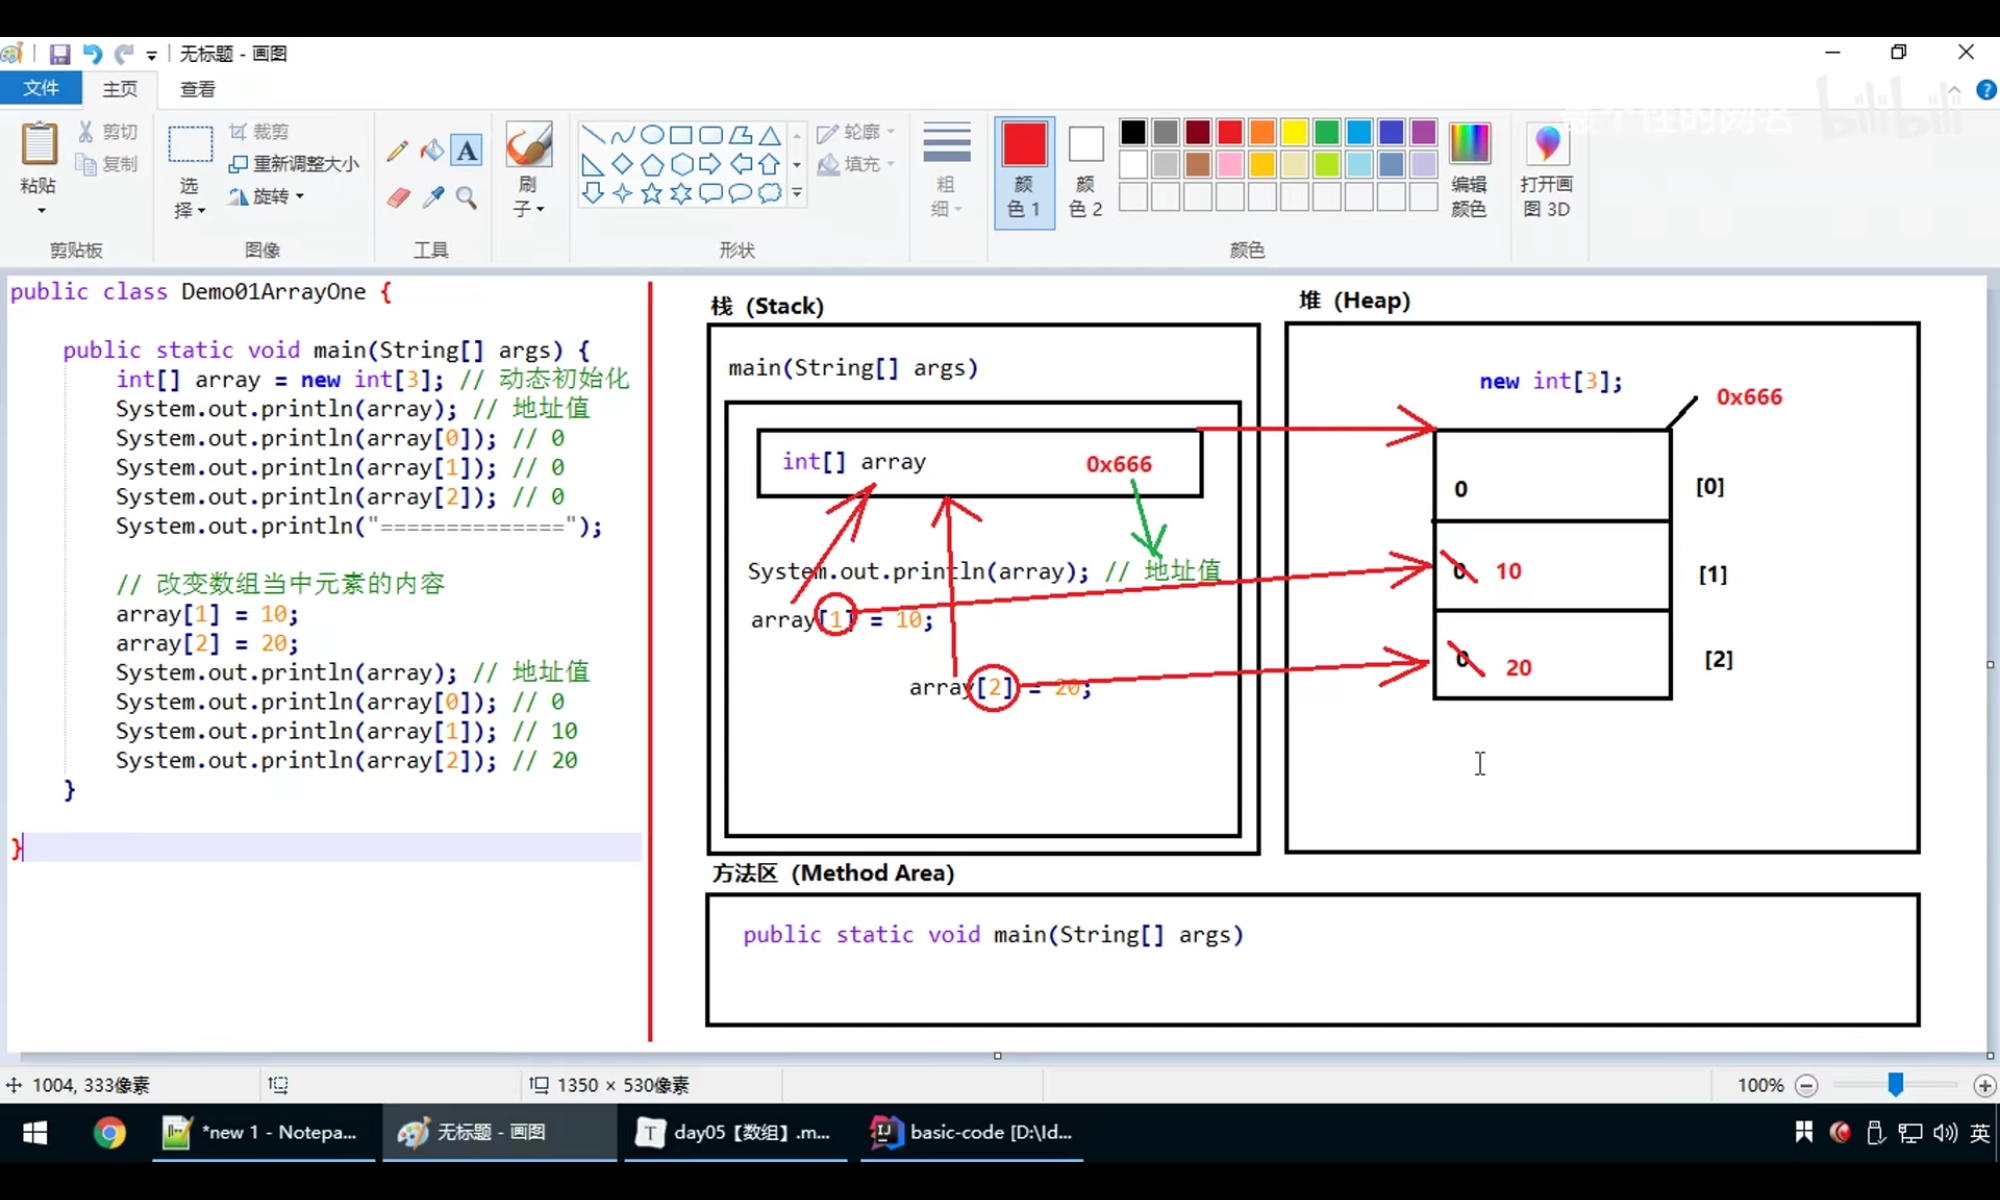 无标题 - 画图
文件 主页 查看
粘贴
剪切
复制
剪贴板
选择
裁剪
重新调整大小
旋转
图像
A
工具
刷子
形状
轮廓
填充
粗细
颜色 1
颜色 2
颜色
编辑颜色
打开画图 3D
bilibili
public class Demo01ArrayOne {
public static void main(String[] args) {
int[] array = new int[3]; // 动态初始化
System.out.println(array); // 地址值
System.out.println(array[0]); // 0
System.out.println(array[1]); // 0
System.out.println(array[2]); // 0
System.out.println("==============");
// 改变数组当中元素的内容
array[1] = 10;
array[2] = 20;
System.out.println(array); // 地址值
System.out.println(array[0]); // 0
System.out.println(array[1]); // 10
System.out.println(array[2]); // 20
}
}
栈（Stack)
main(String[] args)
int[] array 0x666
System.out.println(array); // 地址值
array[1] = 10;
array[2] = 20;
堆（Heap)
new int[3];
0x666
0 [0]
0 10 [1]
0 20 [2]
方法区（Method Area)
public static void main(String[] args)
1004, 333像素
1350 × 530像素
100%
*new 1 - Notepa...
无标题 - 画图
day05【数组】.m...
basic-code [D:\Id...
英